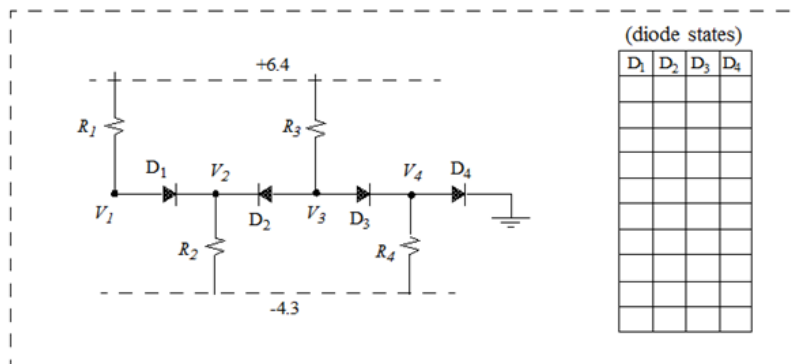 (diode states)
D1 D2 D3 D4
+6.4
R1 R3
D1 V2 V4 D4
V1 D2 V3 D3
R2 R4
-4.3